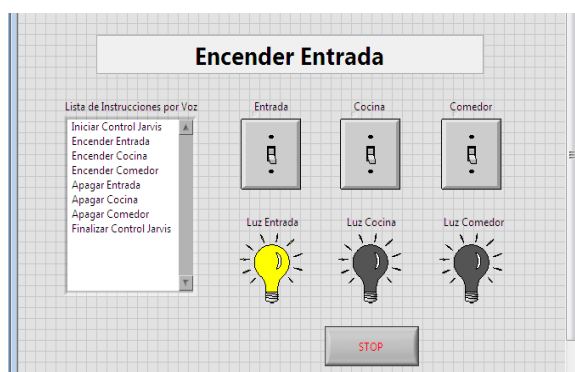 Encender Entrada
Lista de Instrucciones por Voz
Iniciar Control Jarvis
Encender Entrada
Encender Cocina
Encender Comedor
Apagar Entrada
Apagar Cocina
Apagar Comedor
Finalizar Control Jarvis
Entrada
Cocina
Comedor
Luz Entrada
Luz Cocina
Luz Comedor
STOP